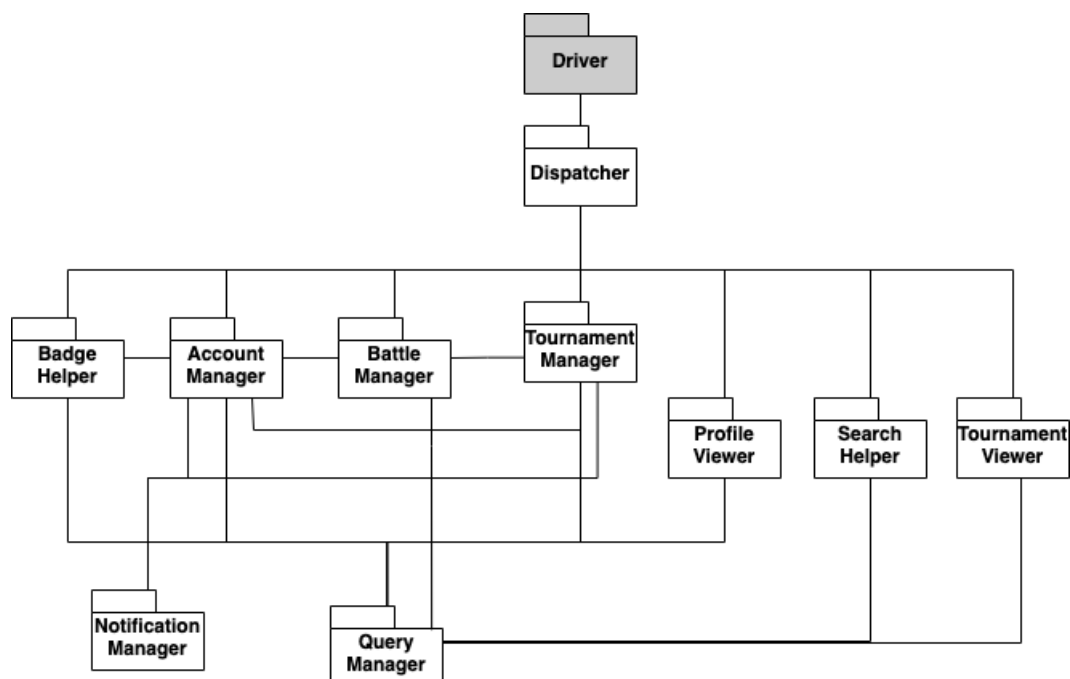 Driver
Dispatcher
Badge
Helper
Account
Manager
Battle
Manager
Tournament
Manager
Profile
Viewer
Search
Helper
Tournament
Viewer
Notification
Manager
Query
Manager